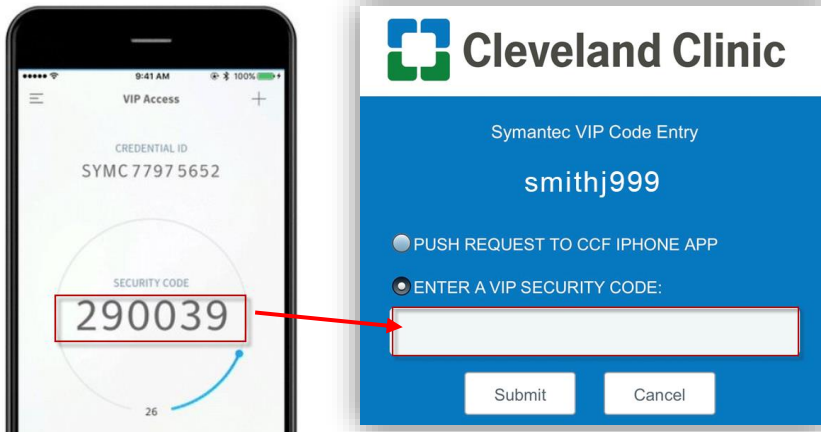 9:41 AM
100%
VIP Access
CREDENTIAL ID
SYMC 7797 5652
SECURITY CODE
290039
26
Cleveland Clinic
Symantec VIP Code Entry
smithj999
PUSH REQUEST TO CCF IPHONE APP
ENTER A VIP SECURITY CODE:
Submit
Cancel